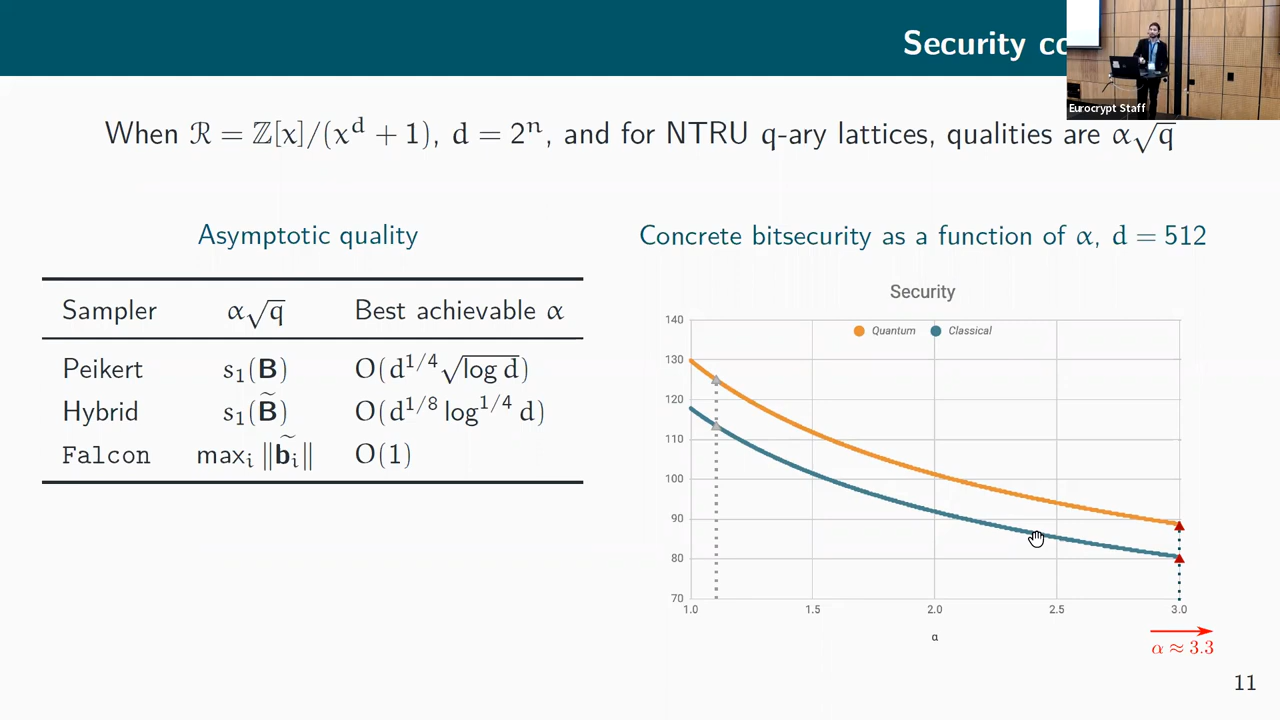 Security co
Eurocrypt Staff
When ℛ = ℤ[x]/(x^d + 1), d = 2^n, and for NTRU q-ary lattices, qualities are α√q
Asymptotic quality
Sampler α√q Best achievable α
Peikert s₁(B) O(d^{1/4}√log d)
Hybrid s₁(B̃) O(d^{1/8} log^{1/4} d)
Falcon max_i ‖b̃_i‖ O(1)
Concrete bitsecurity as a function of α, d = 512
Security
Quantum Classical
140
130
120
110
100
90
80
70
1.0 1.5 2.0 2.5 3.0
α
α ≈ 3.3
11